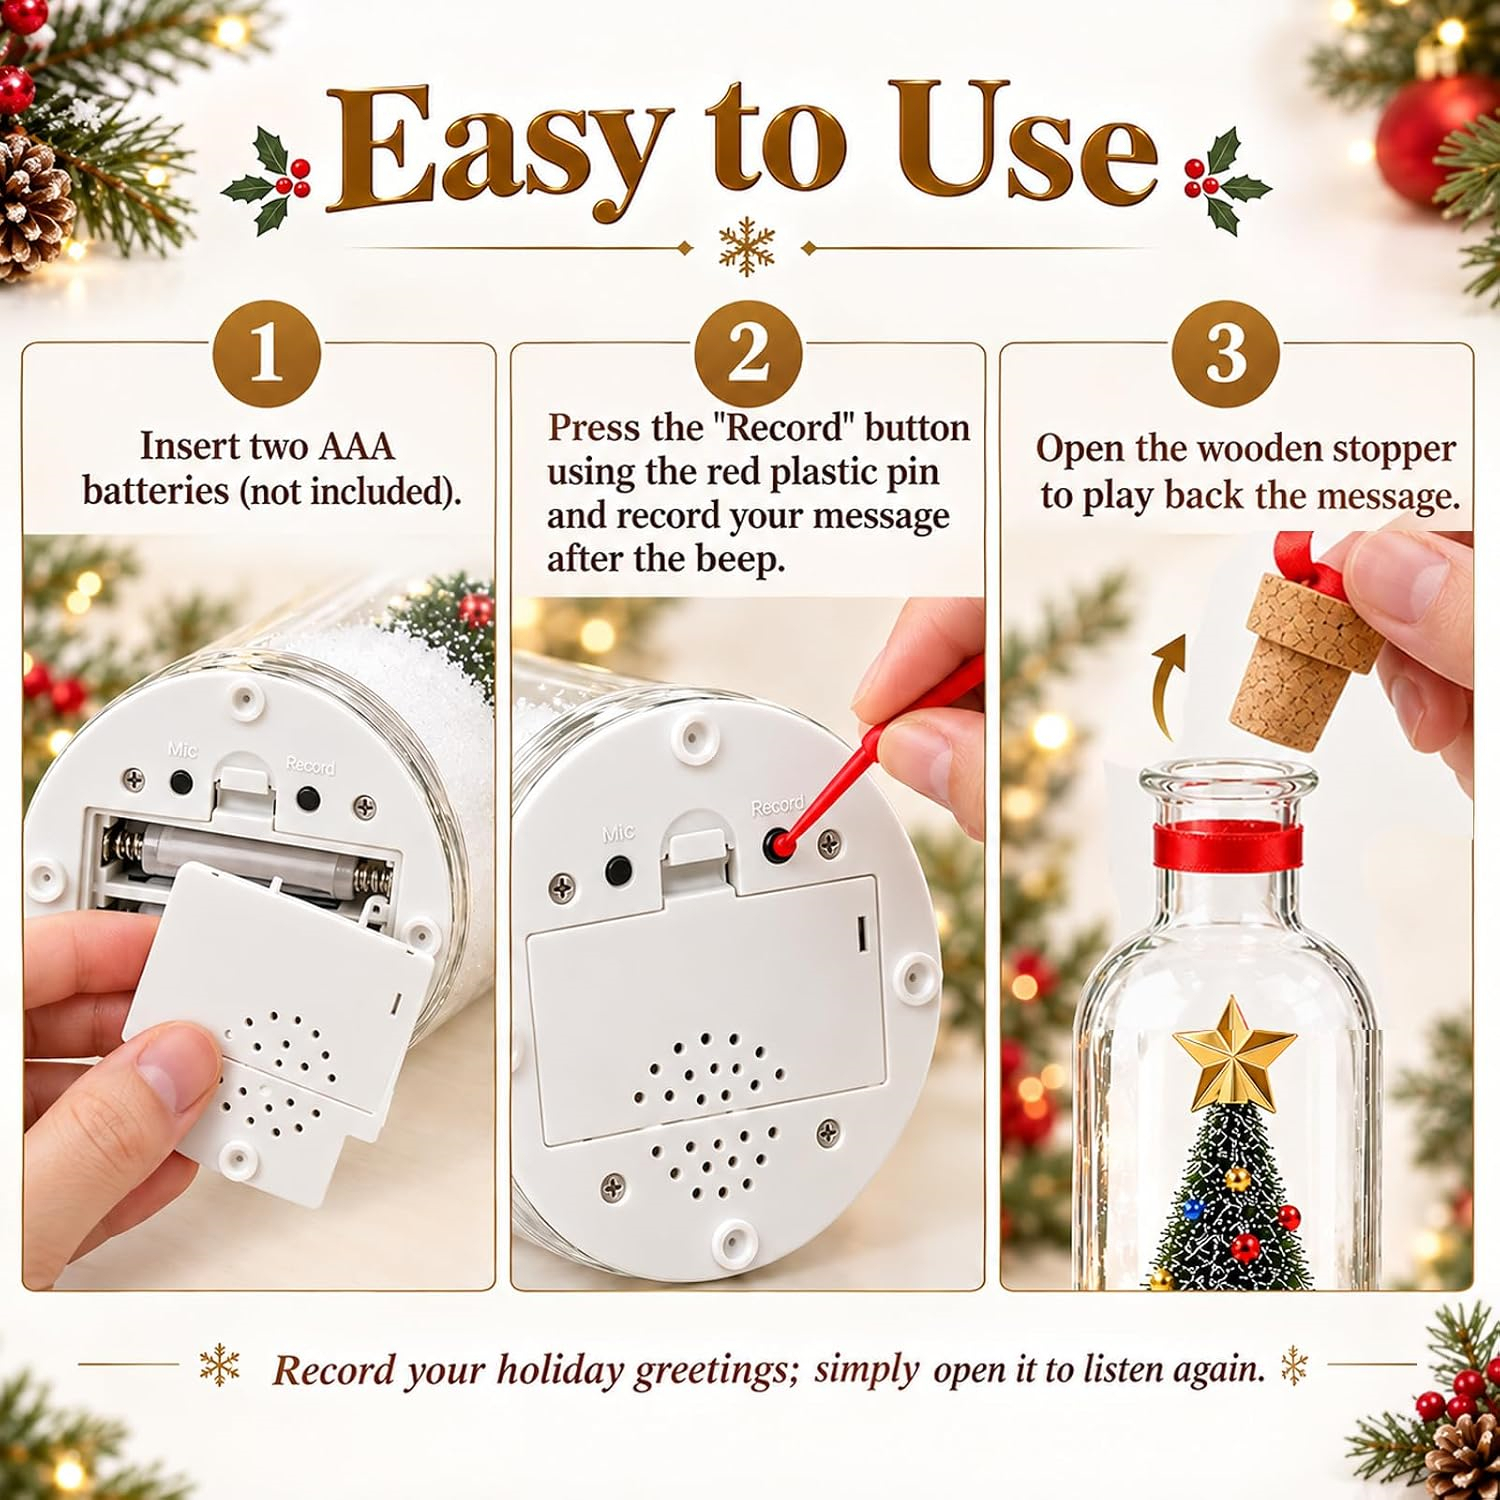 Easy to Use
1
Insert two AAA
batteries (not included).
Mic
Record
2
Press the "Record" button
using the red plastic pin
and record your message
after the beep.
Mic
Record
3
Open the wooden stopper
to play back the message.
Record your holiday greetings; simply open it to listen again.